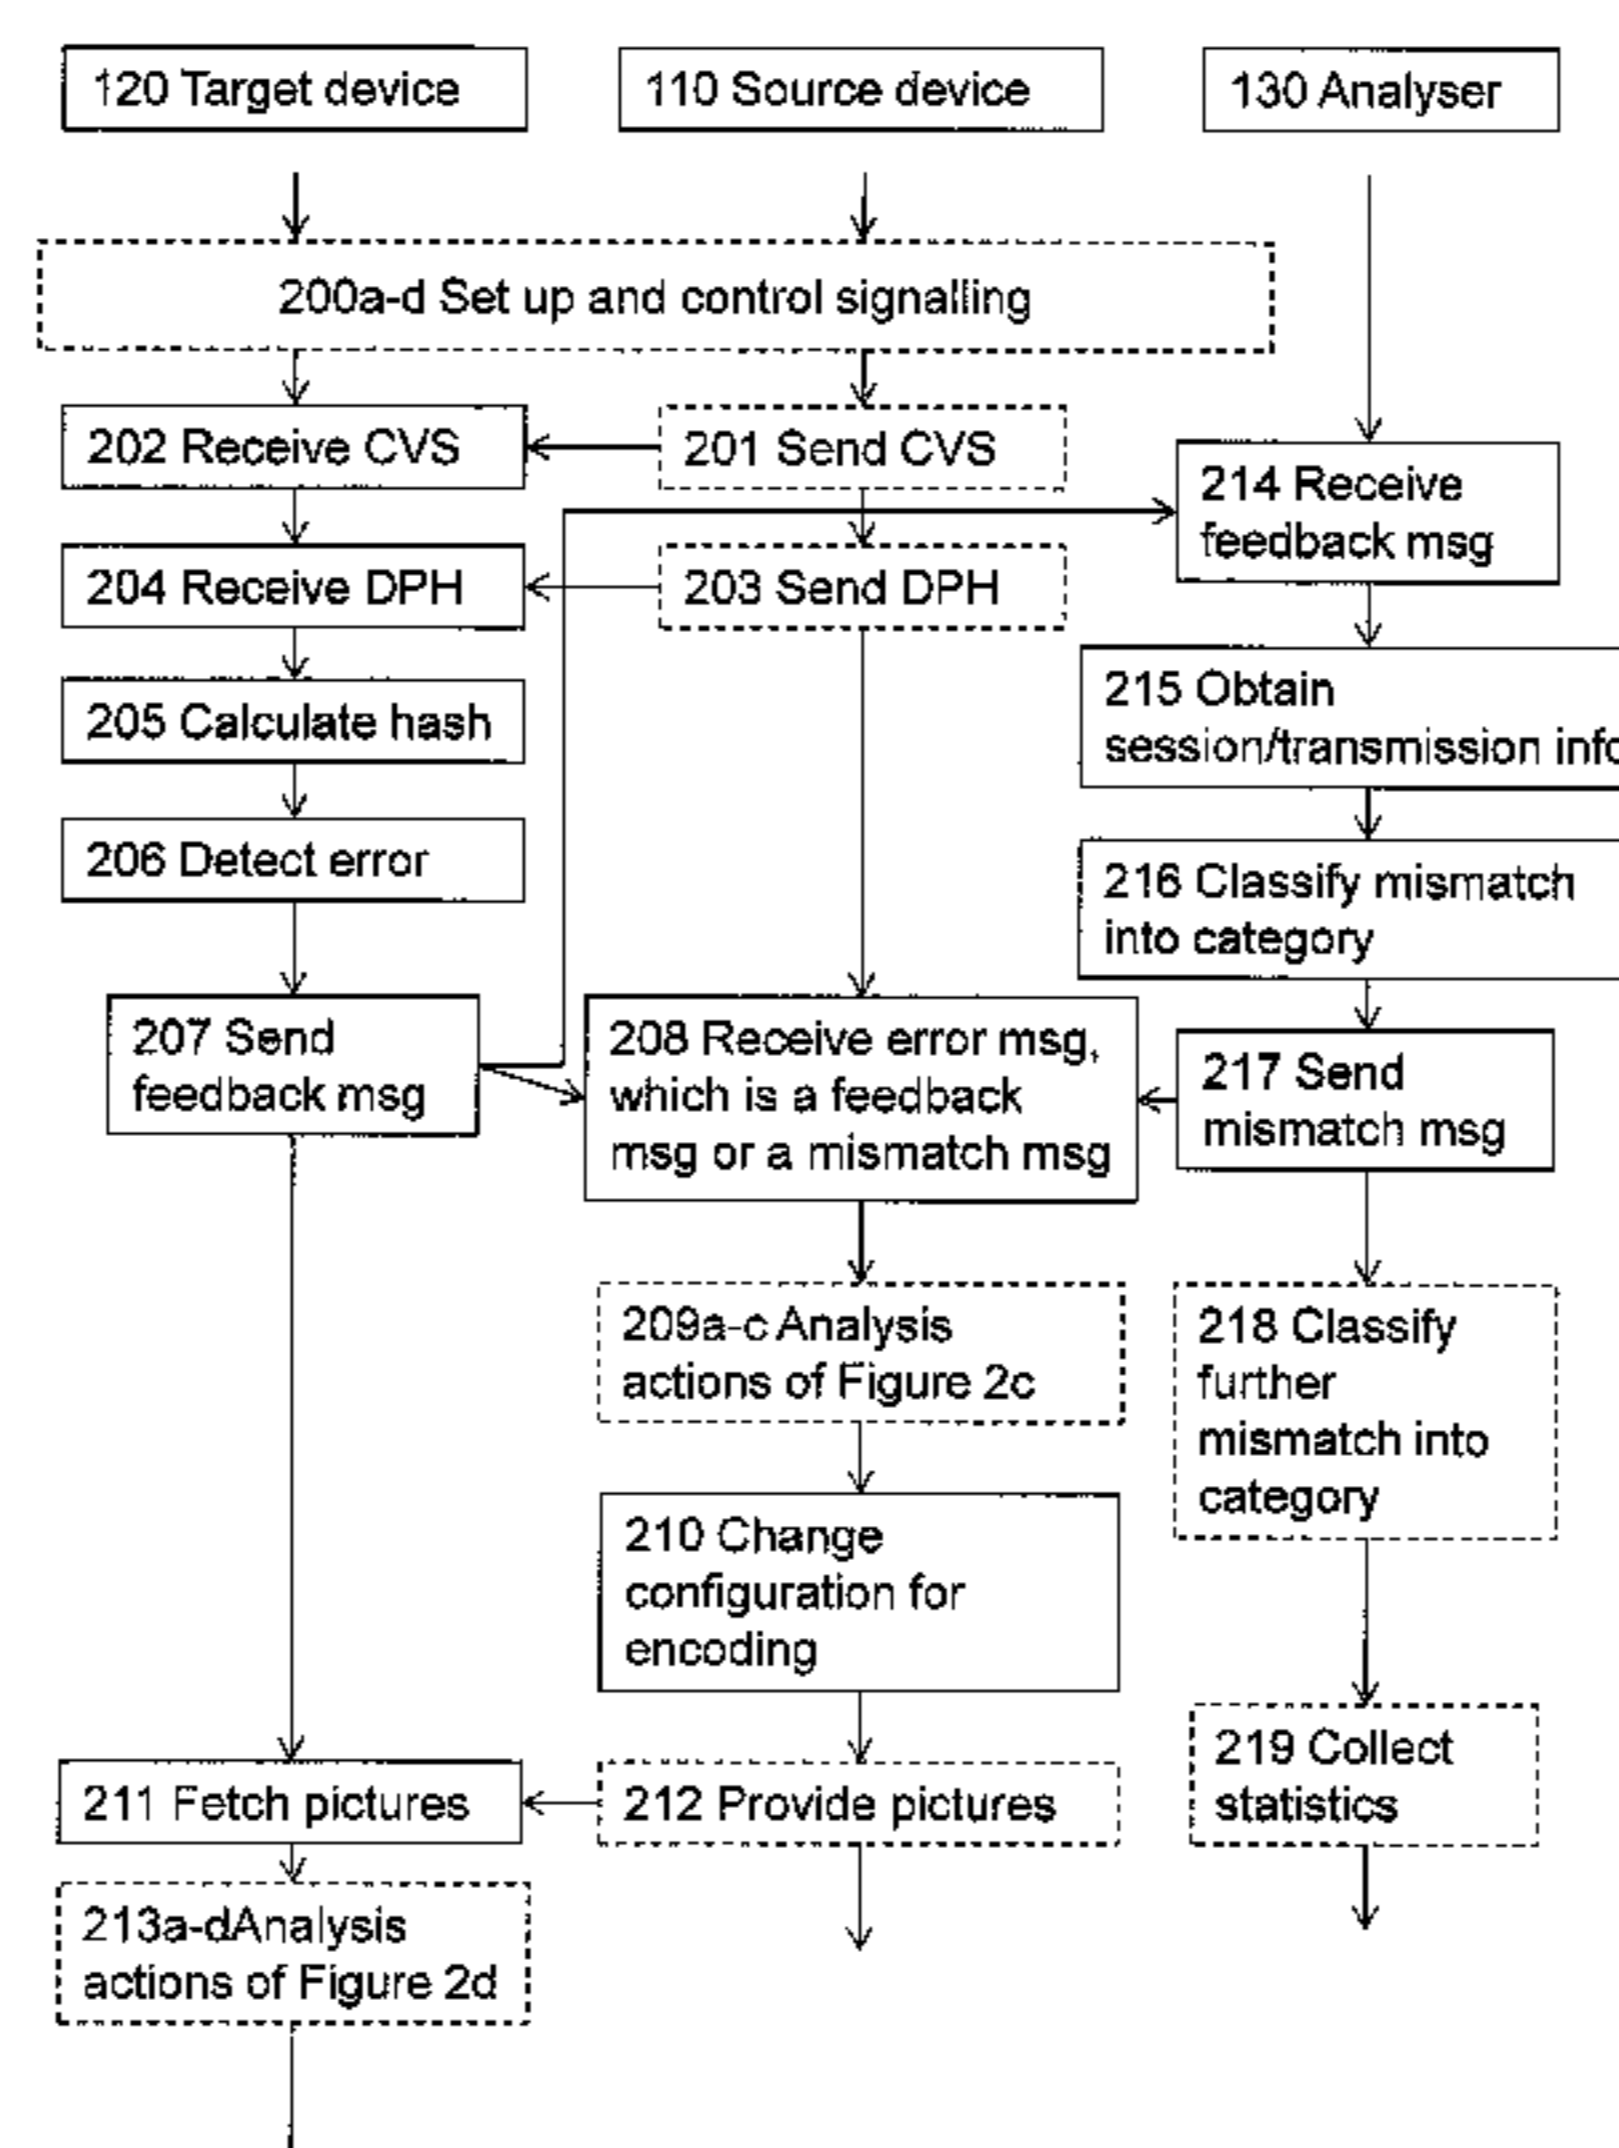 120 Target device
110 Source device
130 Analyser
200a-d Set up and control signalling
202 Receive CVS
201 Send CVS
214 Receive
feedback msg
204 Receive DPH
203 Send DPH
215 Obtain
session/transmission info
205 Calculate hash
206 Detect error
216 Classify mismatch
into category
207 Send
feedback msg
208 Receive error msg,
which is a feedback
msg or a mismatch msg
217 Send
mismatch msg
209a-c Analysis
actions of Figure 2c
218 Classify
further
mismatch into
category
210 Change
configuration for
encoding
211 Fetch pictures
212 Provide pictures
219 Collect
statistics
213a-dAnalysis
actions of Figure 2d